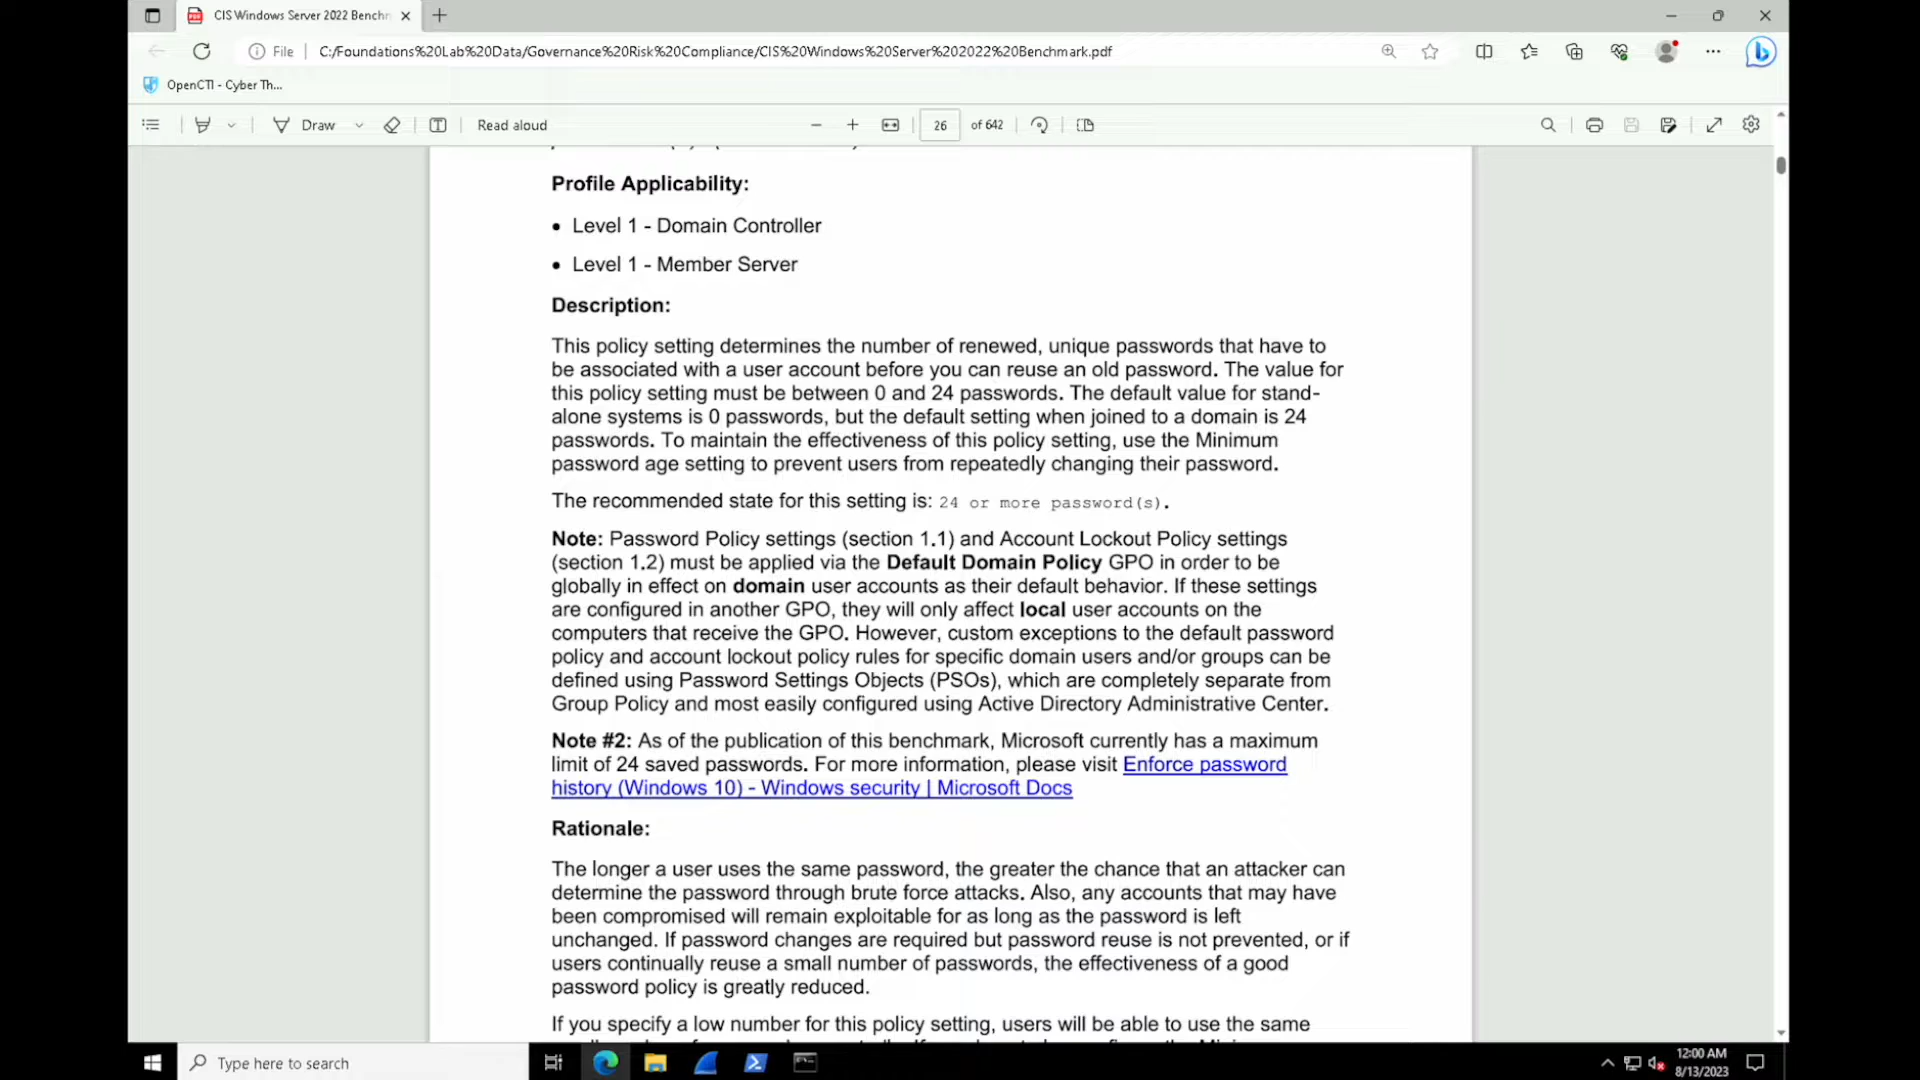 CIS Windows Server 2022 Benchm
File
C:/Foundations%20Lab%20Data/Governance%20Risk%20Compliance/CIS%20Windows%20Server%202022%20Benchmark.pdf
OpenCTI - Cyber Th...
Draw
Read aloud
26
of 642
Profile Applicability:
• Level 1 - Domain Controller
• Level 1 - Member Server
Description:
This policy setting determines the number of renewed, unique passwords that have to
be associated with a user account before you can reuse an old password. The value for
this policy setting must be between 0 and 24 passwords. The default value for stand-
alone systems is 0 passwords, but the default setting when joined to a domain is 24
passwords. To maintain the effectiveness of this policy setting, use the Minimum
password age setting to prevent users from repeatedly changing their password.
The recommended state for this setting is: 24 or more password(s).
Note: Password Policy settings (section 1.1) and Account Lockout Policy settings
(section 1.2) must be applied via the Default Domain Policy GPO in order to be
globally in effect on domain user accounts as their default behavior. If these settings
are configured in another GPO, they will only affect local user accounts on the
computers that receive the GPO. However, custom exceptions to the default password
policy and account lockout policy rules for specific domain users and/or groups can be
defined using Password Settings Objects (PSOs), which are completely separate from
Group Policy and most easily configured using Active Directory Administrative Center.
Note #2: As of the publication of this benchmark, Microsoft currently has a maximum
limit of 24 saved passwords. For more information, please visit Enforce password
history (Windows 10) - Windows security | Microsoft Docs
Rationale:
The longer a user uses the same password, the greater the chance that an attacker can
determine the password through brute force attacks. Also, any accounts that may have
been compromised will remain exploitable for as long as the password is left
unchanged. If password changes are required but password reuse is not prevented, or if
users continually reuse a small number of passwords, the effectiveness of a good
password policy is greatly reduced.
If you specify a low number for this policy setting, users will be able to use the same
Type here to search
12:00 AM
8/13/2023